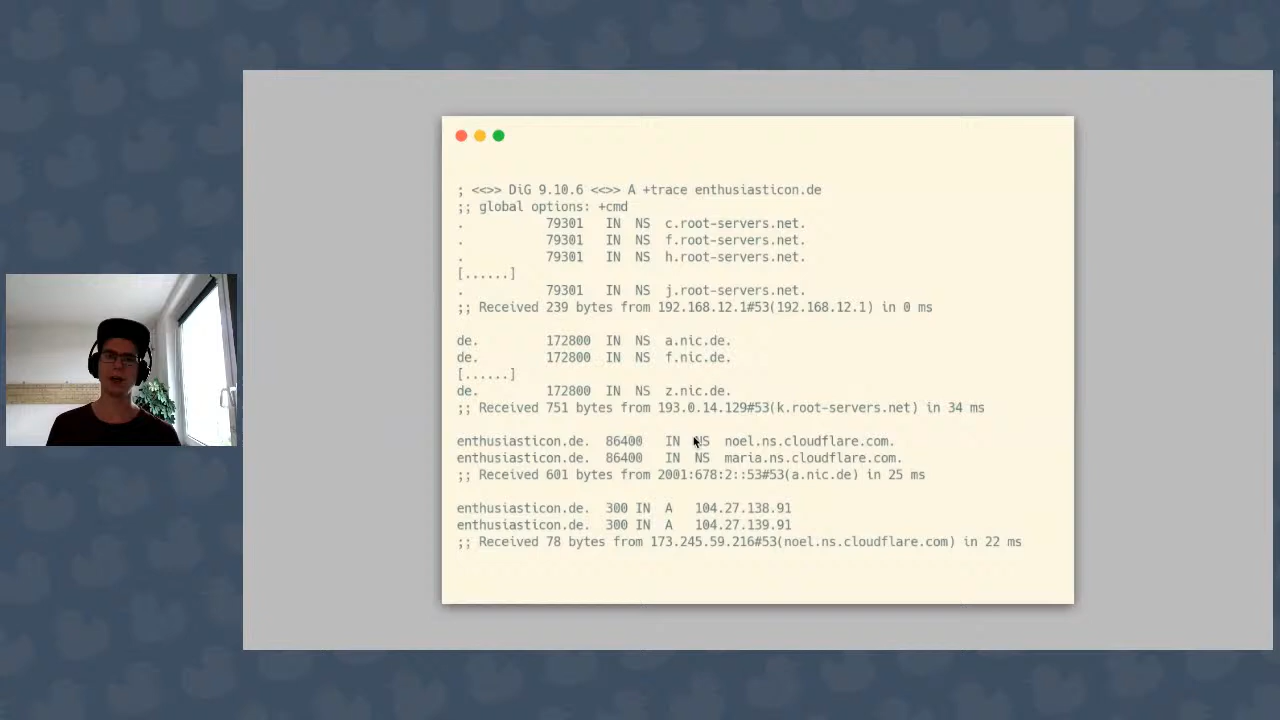 ; <<>> DiG 9.10.6 <<>> A +trace enthusiasticon.de
;; global options: +cmd
. 79301 IN NS c.root-servers.net.
. 79301 IN NS f.root-servers.net.
. 79301 IN NS h.root-servers.net.
[......]
. 79301 IN NS j.root-servers.net.
;; Received 239 bytes from 192.168.12.1#53(192.168.12.1) in 0 ms
de. 172800 IN NS a.nic.de.
de. 172800 IN NS f.nic.de.
[......]
de. 172800 IN NS z.nic.de.
;; Received 751 bytes from 193.0.14.129#53(k.root-servers.net) in 34 ms
enthusiasticon.de. 86400 IN NS noel.ns.cloudflare.com.
enthusiasticon.de. 86400 IN NS maria.ns.cloudflare.com.
;; Received 601 bytes from 2001:678:2::53#53(a.nic.de) in 25 ms
enthusiasticon.de. 300 IN A 104.27.138.91
enthusiasticon.de. 300 IN A 104.27.139.91
;; Received 78 bytes from 173.245.59.216#53(noel.ns.cloudflare.com) in 22 ms